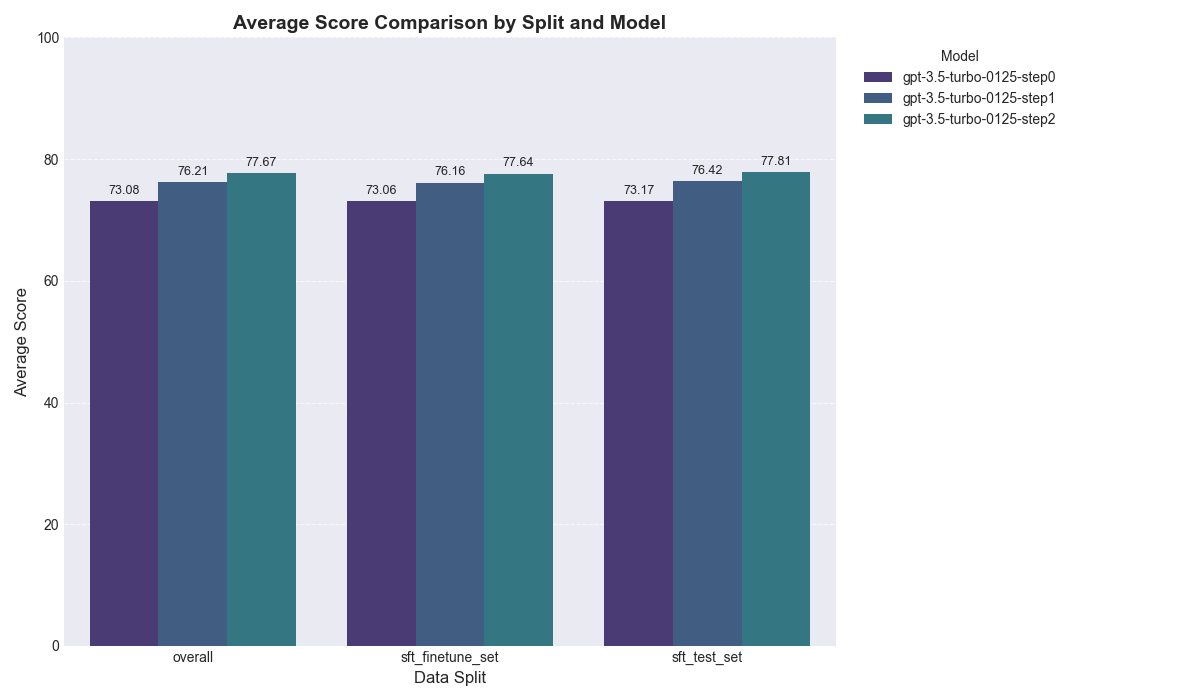 Average Score Comparison by Split and Model
Model
gpt-3.5-turbo-0125-step0
gpt-3.5-turbo-0125-step1
gpt-3.5-turbo-0125-step2
Average Score
100
80
60
40
20
0
73.08
76.21
77.67
73.06
76.16
77.64
73.17
76.42
77.81
overall
sft_finetune_set
sft_test_set
Data Split